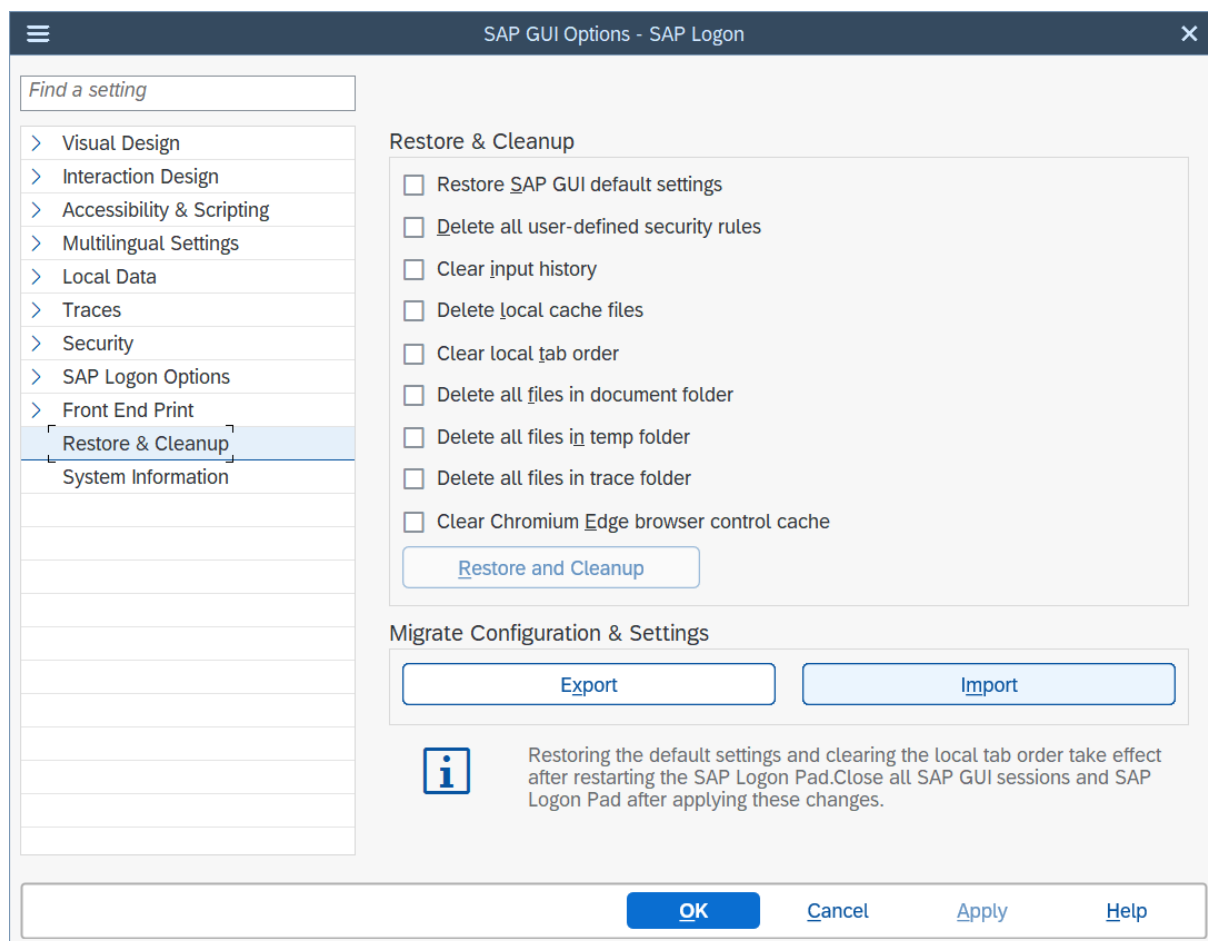 SAP GUI Options - SAP Logon
Find a setting
Visual Design
Interaction Design
Accessibility & Scripting
Multilingual Settings
Local Data
Traces
Security
SAP Logon Options
Front End Print
Restore & Cleanup
System Information
Restore & Cleanup
Restore SAP GUI default settings
Delete all user-defined security rules
Clear input history
Delete local cache files
Clear local tab order
Delete all files in document folder
Delete all files in temp folder
Delete all files in trace folder
Clear Chromium Edge browser control cache
Restore and Cleanup
Migrate Configuration & Settings
Export
Import
Restoring the default settings and clearing the local tab order take effect
after restarting the SAP Logon Pad.Close all SAP GUI sessions and SAP
Logon Pad after applying these changes.
OK
Cancel
Apply
Help